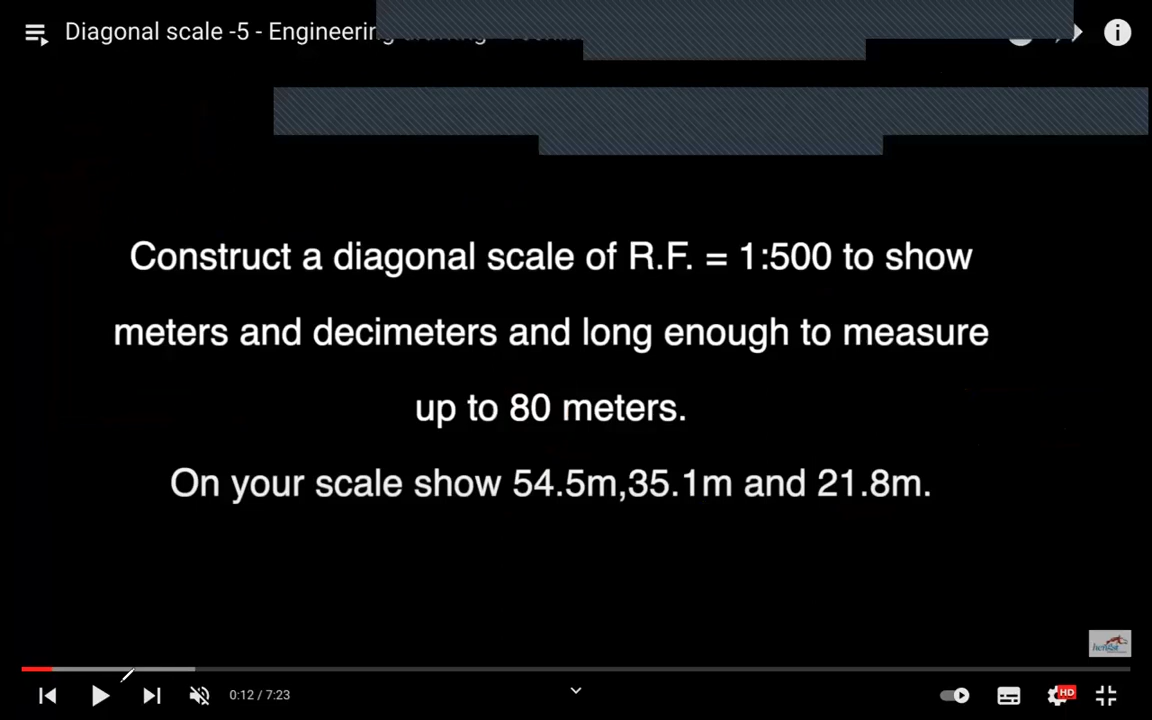 Diagonal scale -5 - Engineering
Construct a diagonal scale of R.F. = 1:500 to show
meters and decimeters and long enough to measure
up to 80 meters.
On your scale show 54.5m,35.1m and 21.8m.
0:12 / 7:23
HD